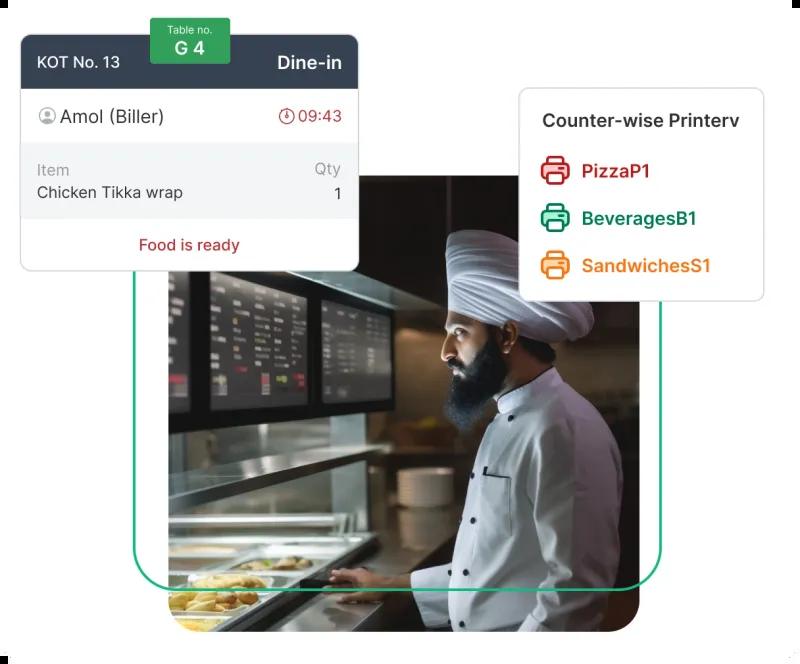 Table no.
G 4
KOT No. 13
Dine-in
Amol (Biller)
09:43
Item
Qty
Chicken Tikka wrap
1
Food is ready
Counter-wise Printerv
PizzaP1
BeveragesB1
SandwichesS1